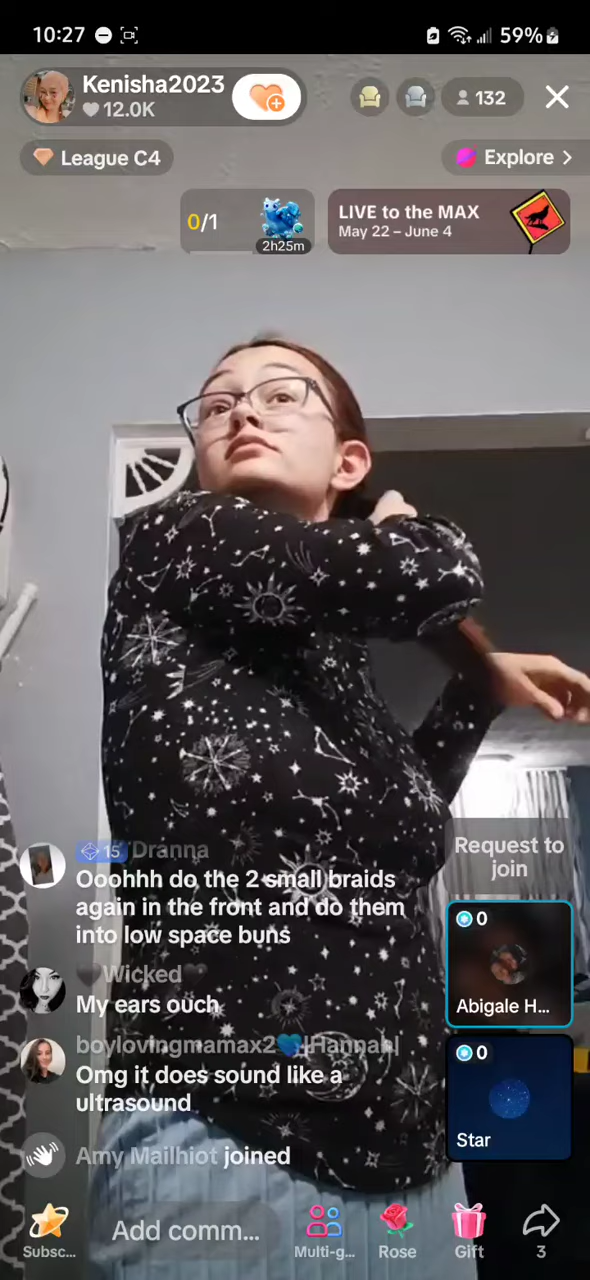 10:27
59%
Kenisha2023
12.0K
132
League C4
Explore >
0/1
2h25m
LIVE to the MAX
May 22 – June 4
15
Dranna
Ooohhh do the 2 small braids
again in the front and do them
into low space buns
🖤Wicked🖤
My ears ouch
boylovingmamax2💙||Hannah|
Omg it does sound like a
ultrasound
Amy Mailhiot joined
Request to
join
0
Abigale H...
0
Star
Subsc...
Add comm...
Multi-g...
Rose
Gift
3